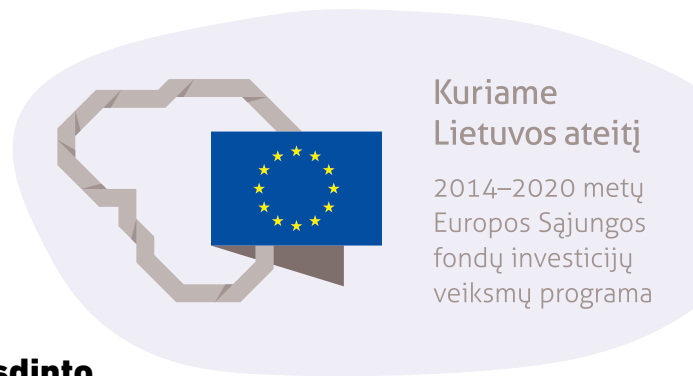 Kuriame
Lietuvos ateitį
2014–2020 metų
Europos Sąjungos
fondų investicijų
veiksmų programa